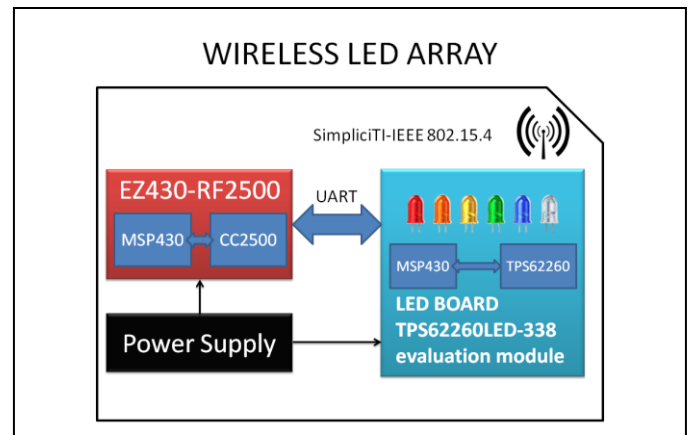 WIRELESS LED ARRAY
SimpliciTI-IEEE 802.15.4
EZ430-RF2500
MSP430
CC2500
UART
MSP430
TPS62260
LED BOARD
TPS62260LED-338
evaluation module
Power Supply